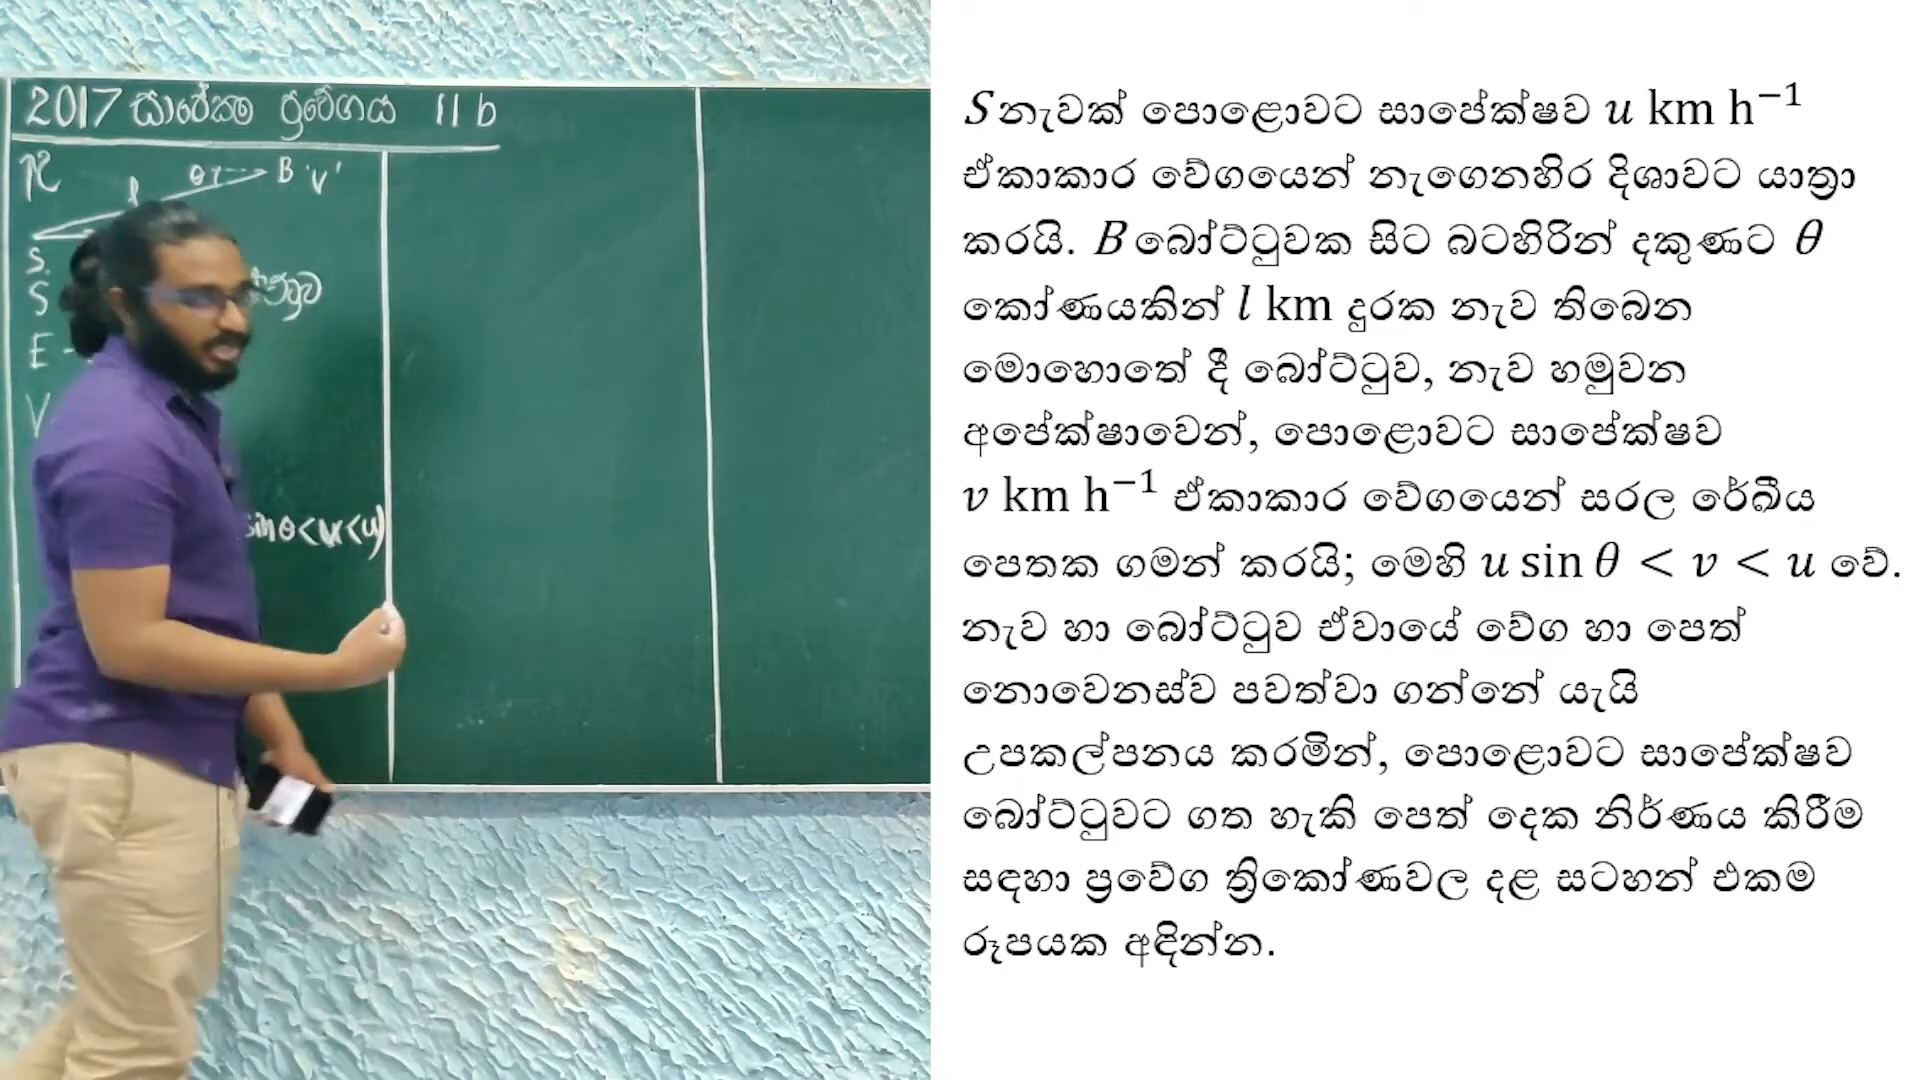 2017 සාපේක්ෂ ප්‍රවේගය 11 b
θ B 'v'
l
S.
S
E -
V
sin θ < v < u)
S නැවක් පොළොවට සාපේක්ෂව u km h⁻¹
ඒකාකාර වේගයෙන් නැගෙනහිර දිශාවට යාත්‍රා
කරයි. B බෝට්ටුවක සිට බටහිරින් දකුණට θ
කෝණයකින් l km දුරක නැව තිබෙන
මොහොතේ දී බෝට්ටුව, නැව හමුවන
අපේක්ෂාවෙන්, පොළොවට සාපේක්ෂව
v km h⁻¹ ඒකාකාර වේගයෙන් සරල රේඛීය
පෙතක ගමන් කරයි; මෙහි u sin θ < v < u වේ.
නැව හා බෝට්ටුව ඒවායේ වේග හා පෙත්
නොවෙනස්ව පවත්වා ගන්නේ යැයි
උපකල්පනය කරමින්, පොළොවට සාපේක්ෂව
බෝට්ටුවට ගත හැකි පෙත් දෙක නිර්ණය කිරීම
සඳහා ප්‍රවේග ත්‍රිකෝණවල දළ සටහන් එකම
රූපයක අඳින්න.